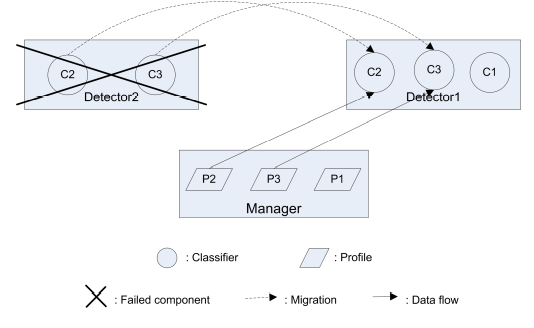 C2 C3 C2 C3 C1
Detector2 Detector1
P2 P3 P1
Manager
: Classifier : Profile
: Failed component : Migration : Data flow